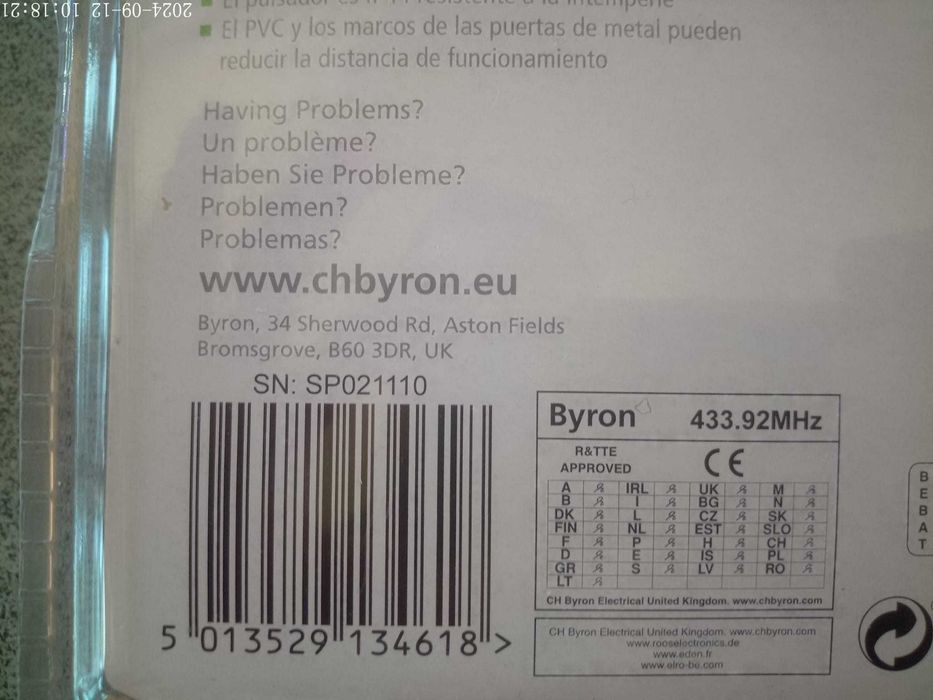 2024-09-12 10:18:21
El PVC y los marcos de las puertas de metal pueden
reducir la distancia de funcionamiento
Having Problems?
Un problème?
Haben Sie Probleme?
Problemen?
Problemas?
www.chbyron.eu
Byron, 34 Sherwood Rd, Aston Fields
Bromsgrove, B60 3DR, UK
SN: SP021110
5 013529 134618 >
Byron 433.92MHz
R&TTE
APPROVED
CE
A IRL UK M
B I BG N
DK L CZ SK
FIN NL EST SLO
F P H CH
D E IS PL
GR S LV RO
LT
CH Byron Electrical United Kingdom. www.chbyron.com
CH Byron Electrical United Kingdom. www.chbyron.com
www.rooselectronics.de
www.eden.fr
www.elro-be.com
BEBAT